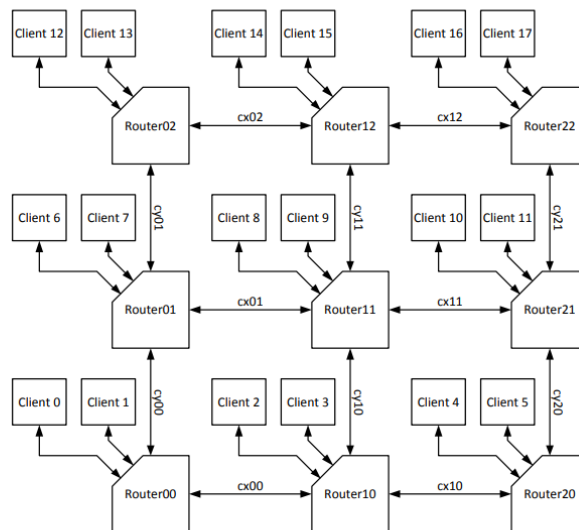 Client 12
Client 13
Client 14
Client 15
Client 16
Client 17
Router02
cx02
Router12
cx12
Router22
cy01
cy11
cy21
Client 6
Client 7
Client 8
Client 9
Client 10
Client 11
Router01
cx01
Router11
cx11
Router21
cy00
cy10
cy20
Client 0
Client 1
Client 2
Client 3
Client 4
Client 5
Router00
cx00
Router10
cx10
Router20